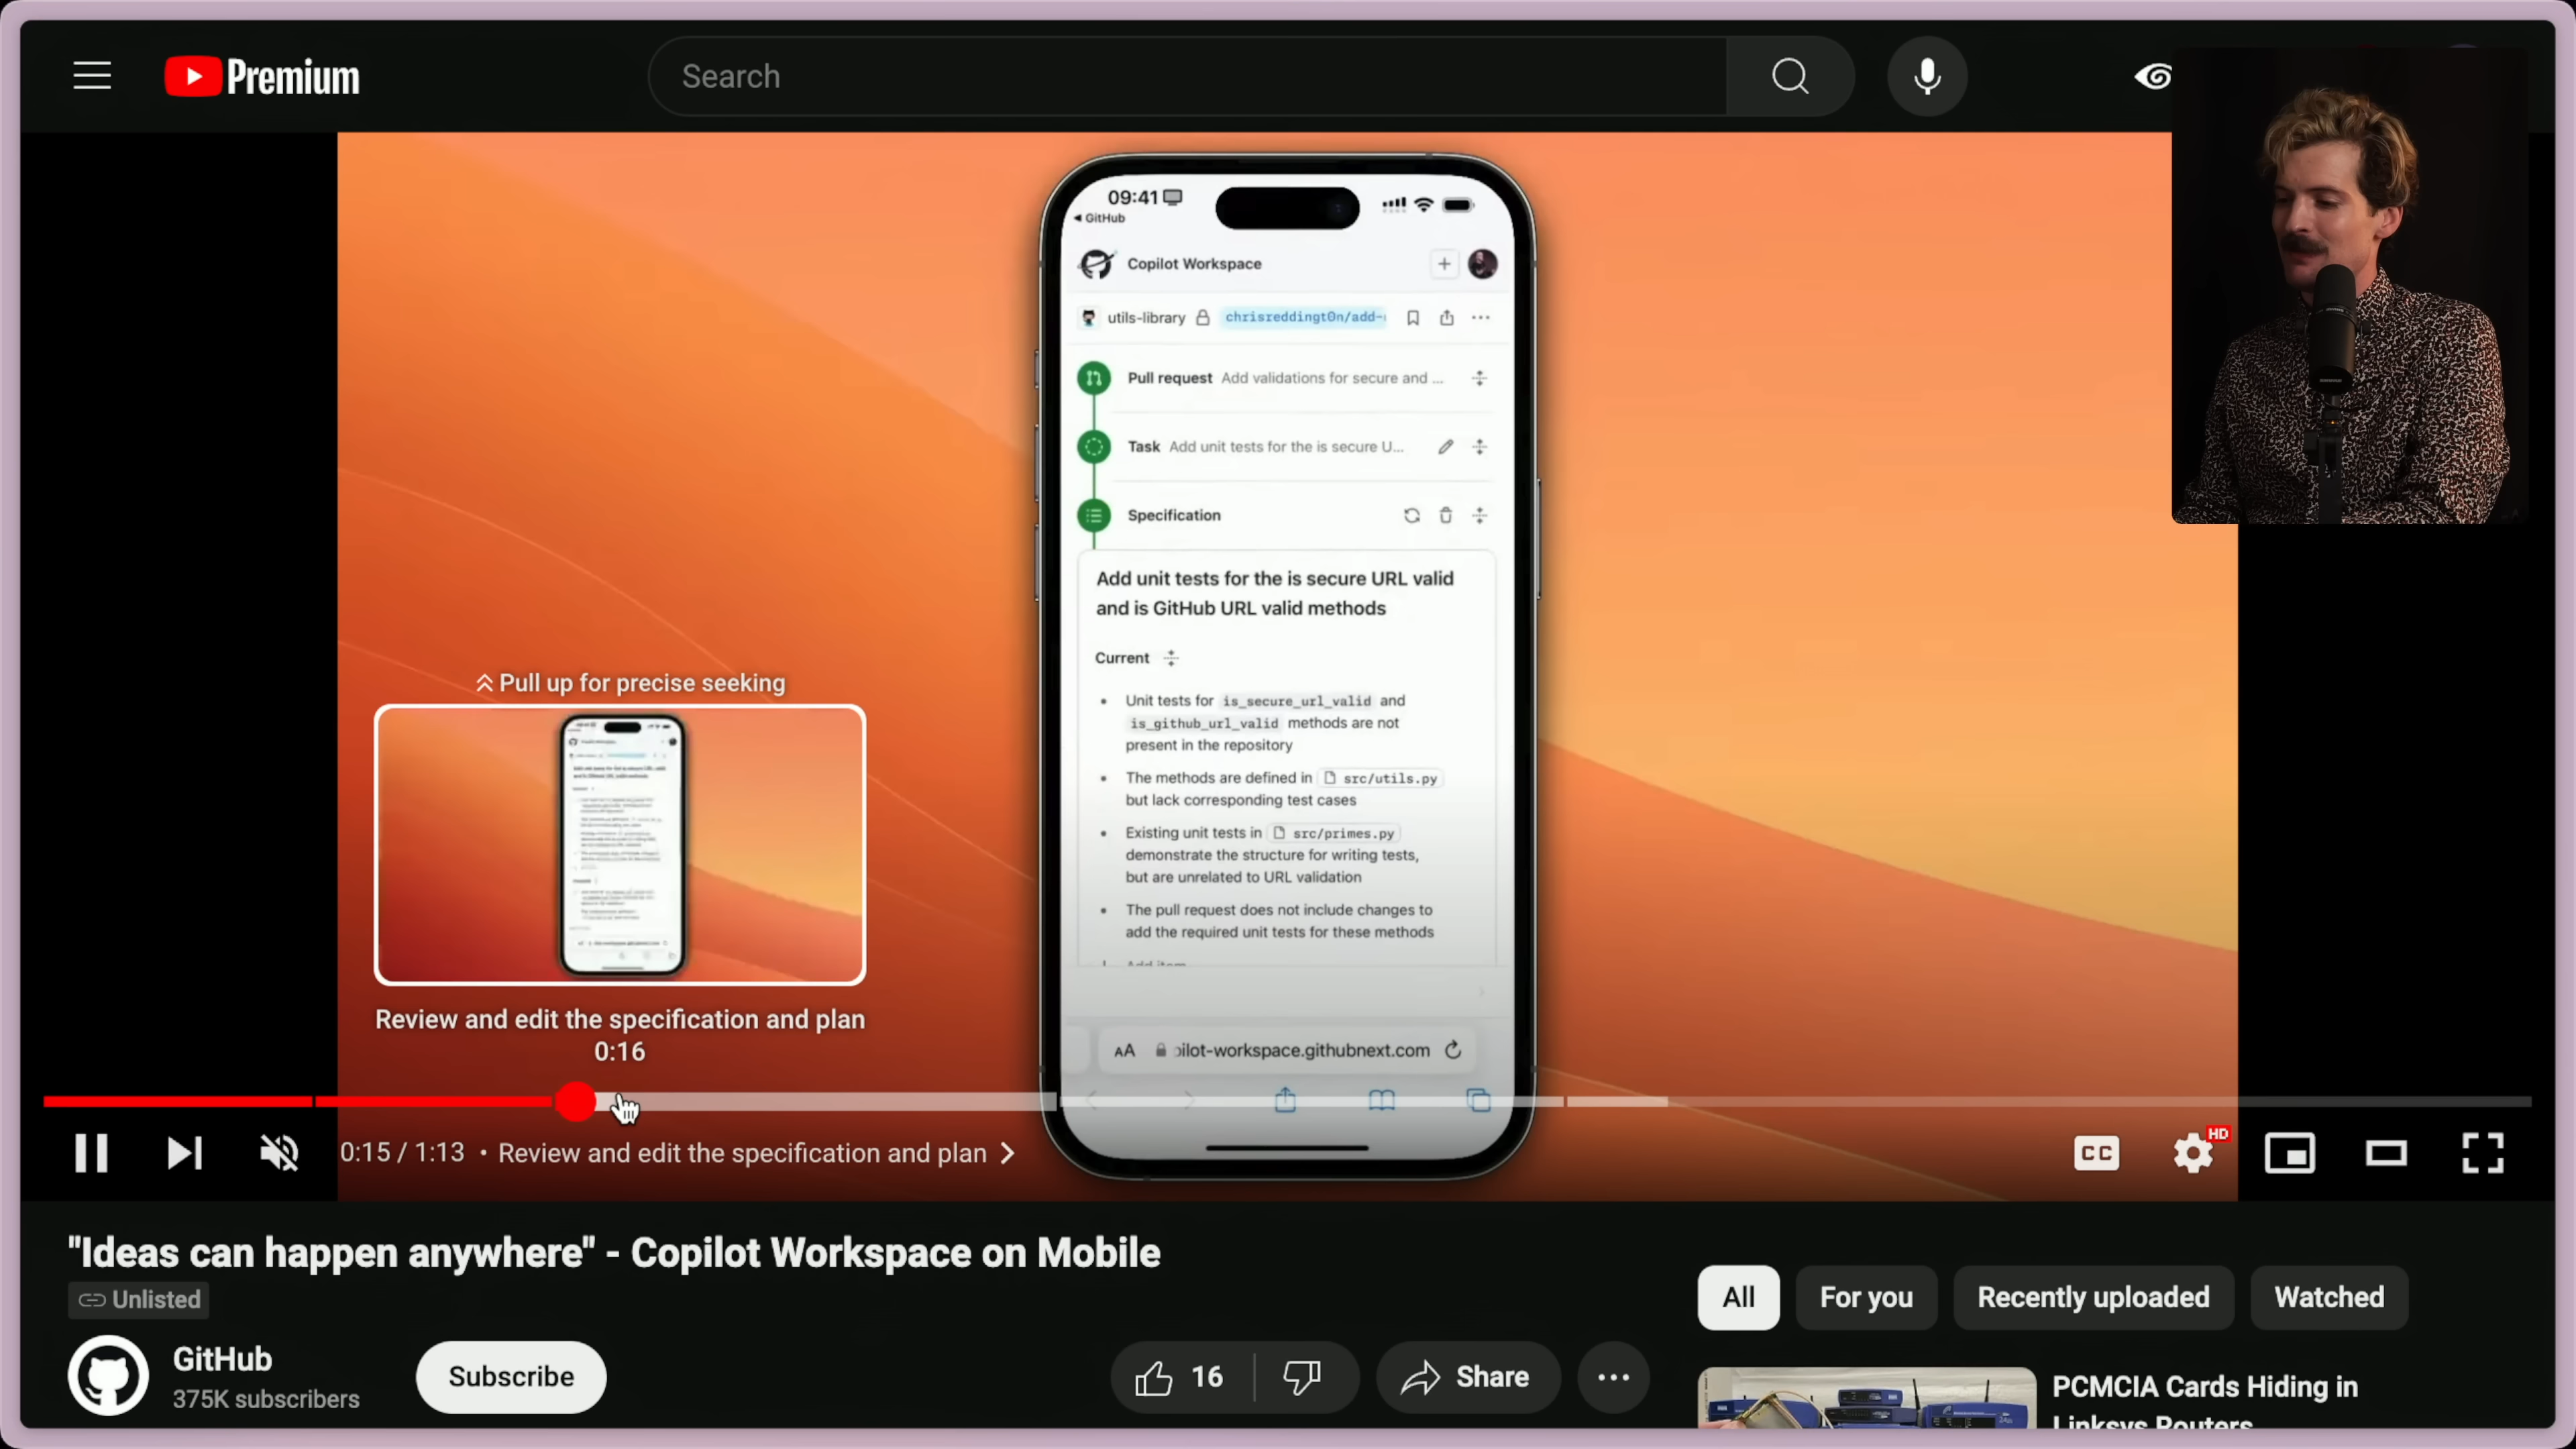 Premium
Search
09:41
GitHub
Copilot Workspace
utils-library chrisreddingt0n/add-
Pull request Add validations for secure and ...
Task Add unit tests for the is secure U...
Specification
Add unit tests for the is secure URL valid
and is GitHub URL valid methods
Current
• Unit tests for is_secure_url_valid and
is_github_url_valid methods are not
present in the repository
• The methods are defined in src/utils.py
but lack corresponding test cases
• Existing unit tests in src/primes.py
demonstrate the structure for writing tests,
but are unrelated to URL validation
• The pull request does not include changes to
add the required unit tests for these methods
Add item
AA pilot-workspace.githubnext.com
Pull up for precise seeking
Review and edit the specification and plan
0:16
0:15 / 1:13 • Review and edit the specification and plan
CC
HD
"Ideas can happen anywhere" - Copilot Workspace on Mobile
Unlisted
GitHub
375K subscribers
Subscribe
16
Share
All
For you
Recently uploaded
Watched
PCMCIA Cards Hiding in
Linksys Routers